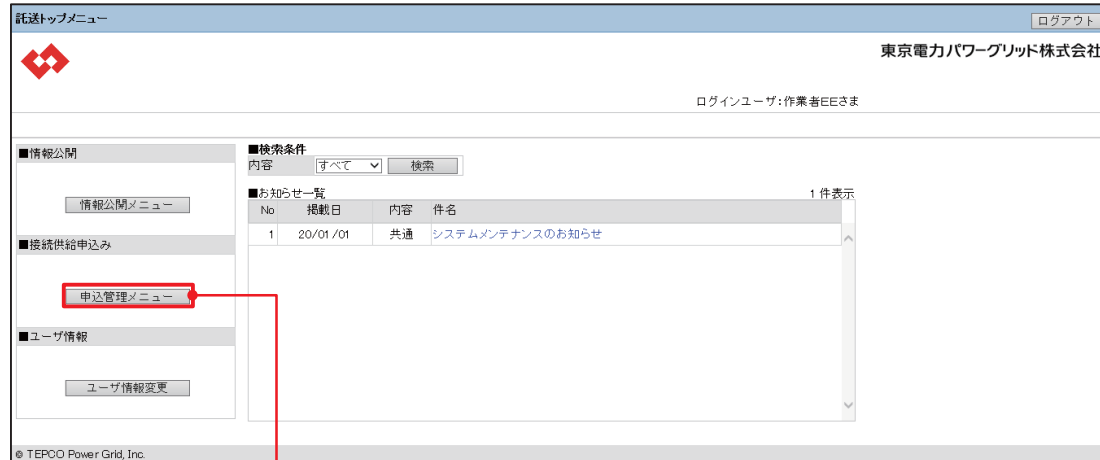 託送トップメニュー
ログアウト
東京電力パワーグリッド株式会社
ログインユーザ:作業者EEさま
■情報公開
情報公開メニュー
■接続供給申込み
申込管理メニュー
■ユーザ情報
ユーザ情報変更
■検索条件
内容 すべて 検索
■お知らせ一覧 1 件表示
No 掲載日 内容 件名
1 20/01/01 共通 システムメンテナンスのお知らせ
© TEPCO Power Grid, Inc.